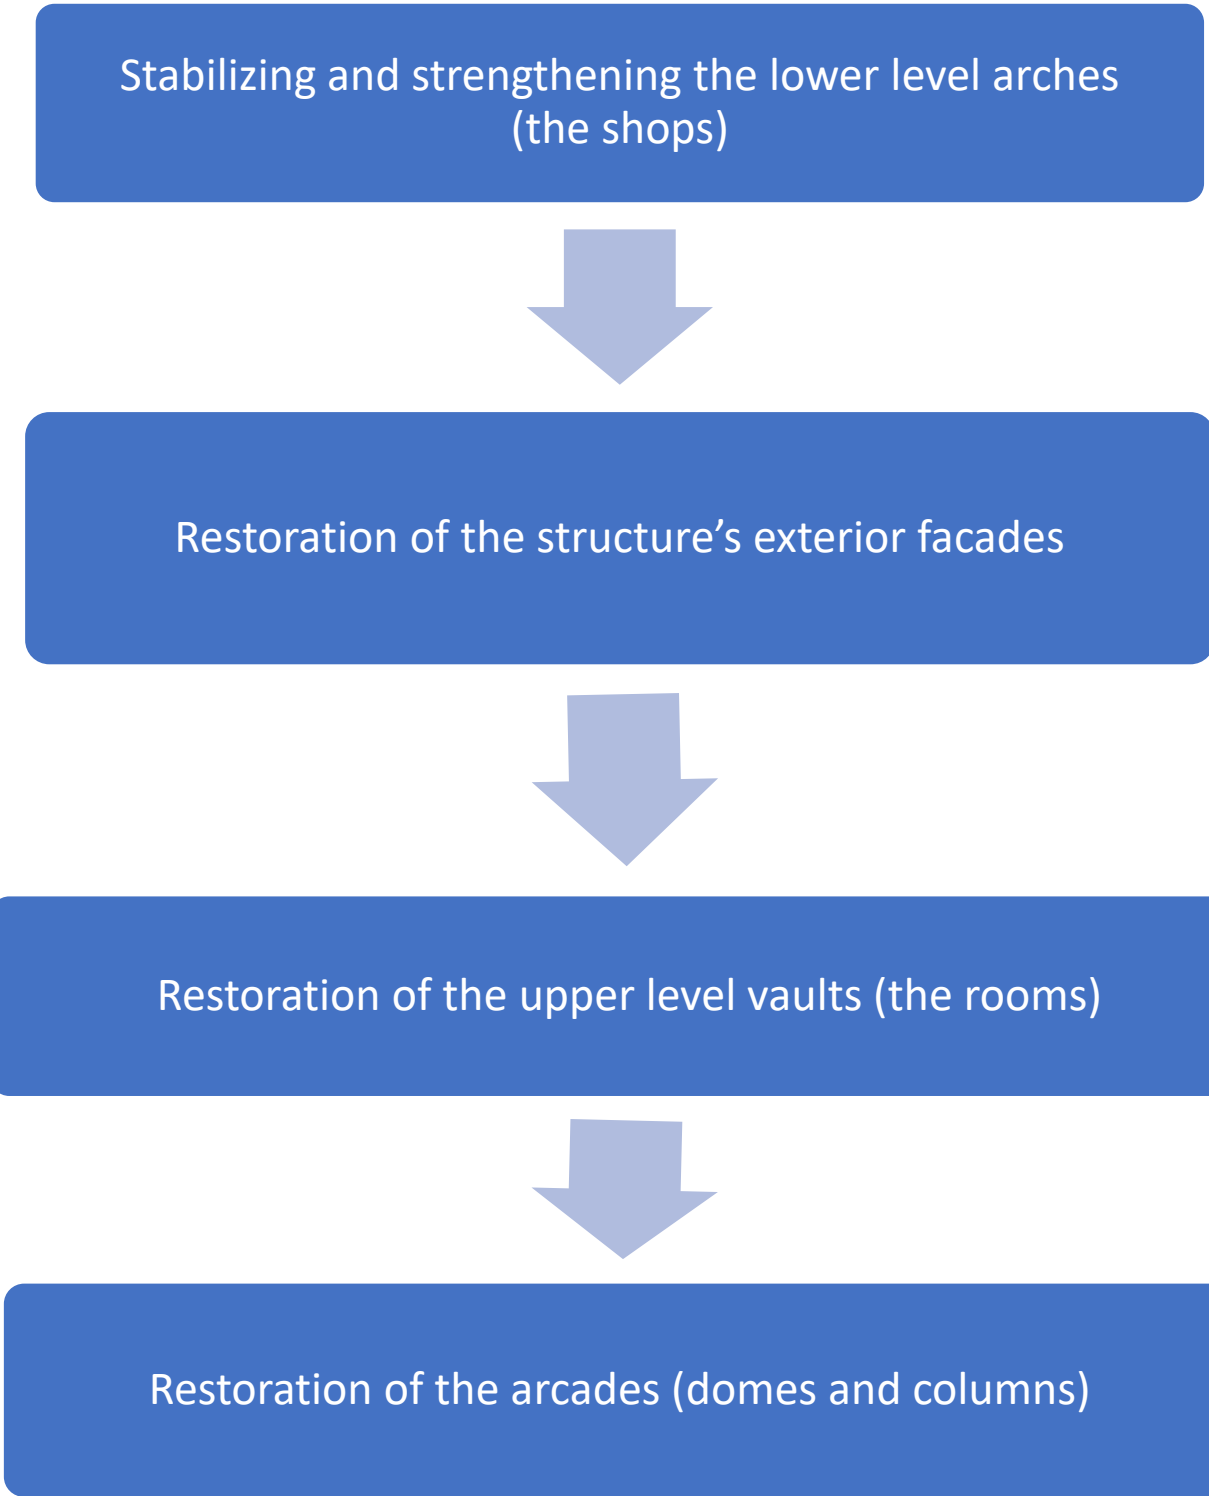 Stabilizing and strengthening the lower level arches
(the shops)
Restoration of the structure’s exterior facades
Restoration of the upper level vaults (the rooms)
Restoration of the arcades (domes and columns)